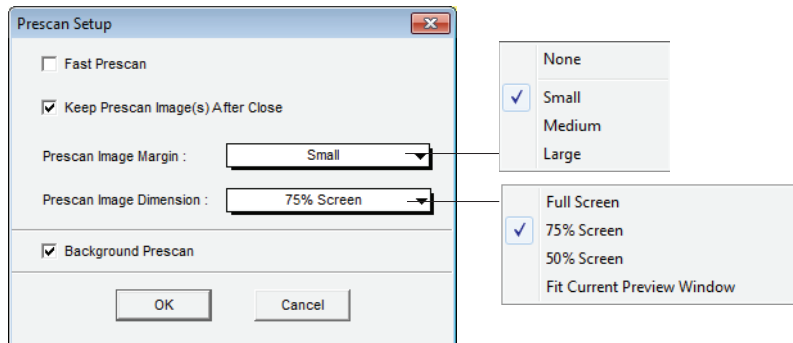 Prescan Setup
Fast Prescan
Keep Prescan Image(s) After Close
Prescan Image Margin :
Small
Prescan Image Dimension :
75% Screen
Background Prescan
OK
Cancel
None
Small
Medium
Large
Full Screen
75% Screen
50% Screen
Fit Current Preview Window